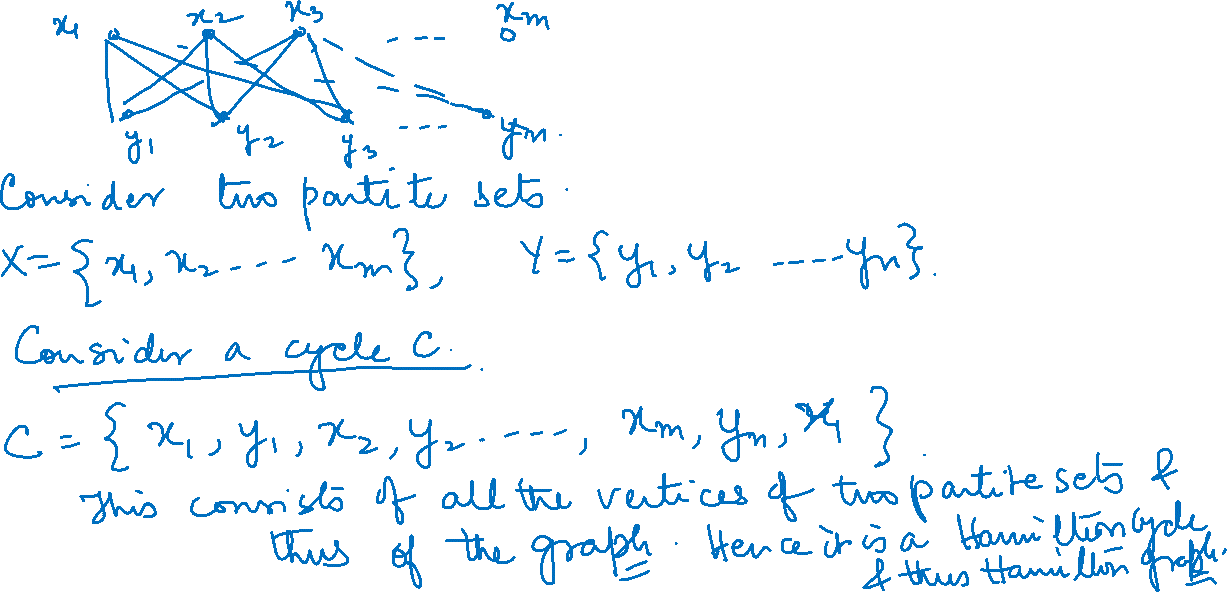 x1 x2 x3 --- xm
y1 y2 y3 --- yn.
Consider two partite sets.
X = { x1, x2 --- xm }, Y = { y1, y2 ---- yn }.
Consider a cycle C.
C = { x1, y1, x2, y2 ----, xm, yn, x1 }
This consists of all the vertices of two partite sets &
thus of the graph. Hence it is a Hamilton cycle
& thus Hamilton graph.